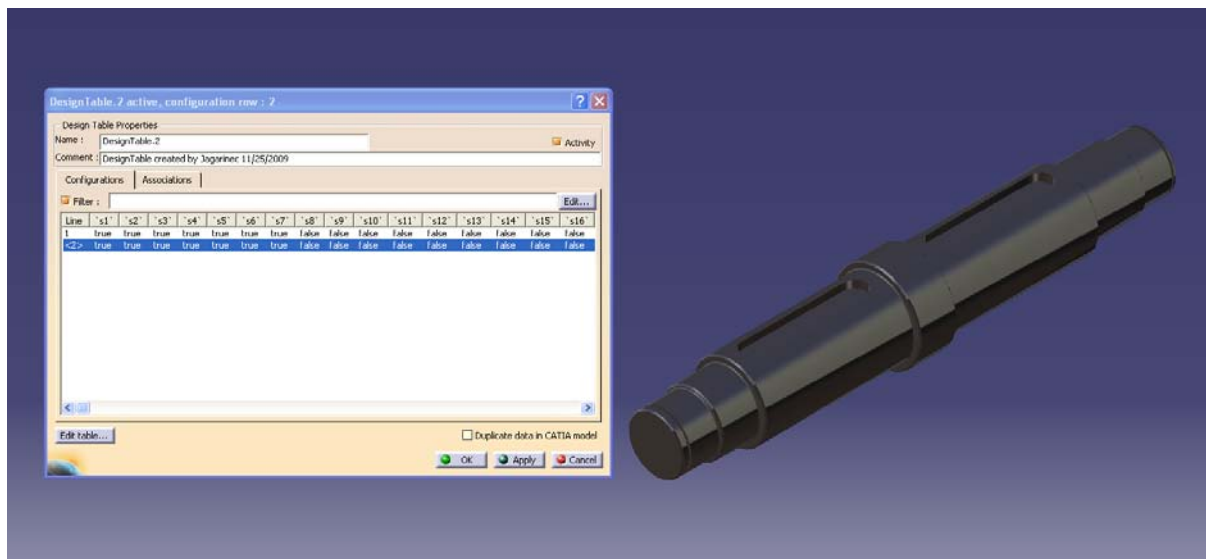 DesignTable.2 active, configuration row : 2
Design Table Properties
Name : DesignTable.2 Activity
Comment : DesignTable created by Jagarinec 11/25/2009
Configurations Associations
Filter : Edit...
Line `s1` `s2` `s3` `s4` `s5` `s6` `s7` `s8` `s9` `s10` `s11` `s12` `s13` `s14` `s15` `s16`
1 true true true true true true true false false false false false false false false false
<2> true true true true true true true false false false false false false false false false
Edit table... Duplicate data in CATIA model
OK Apply Cancel